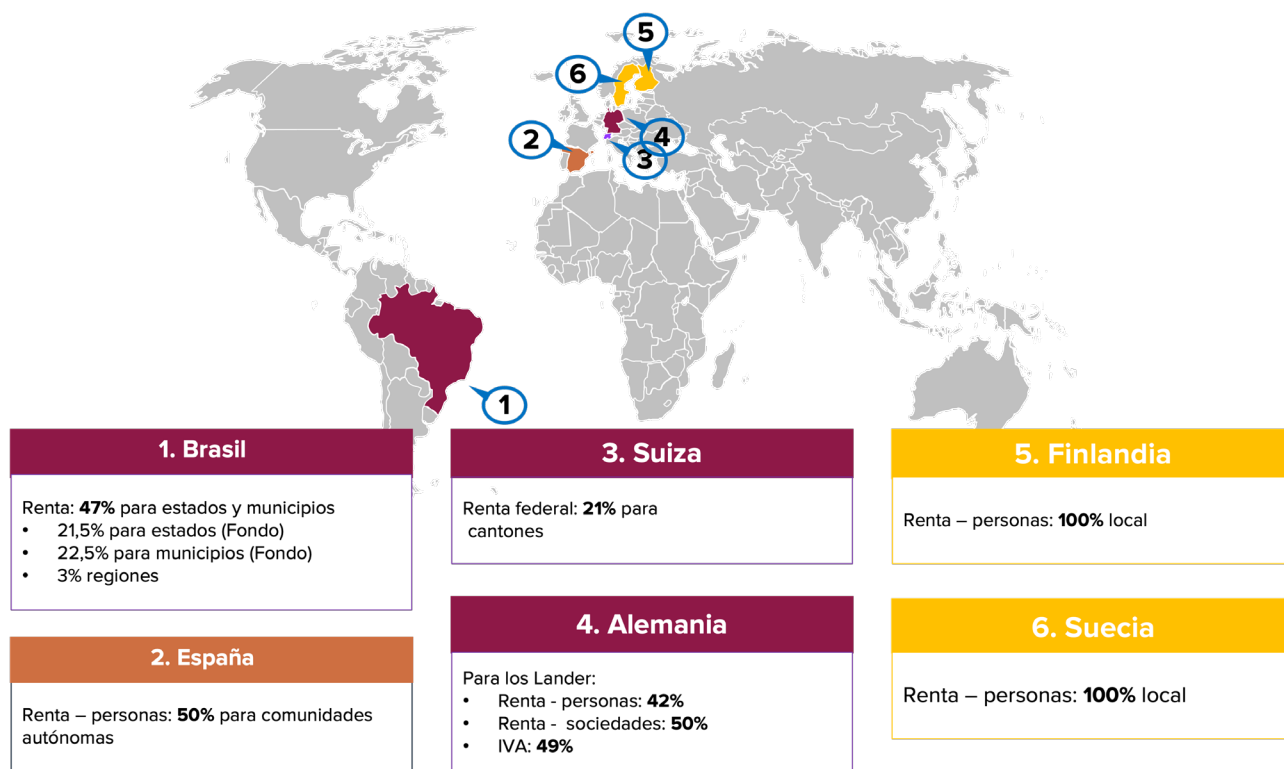 5
6
2
4
3
1
1. Brasil
Renta: 47% para estados y municipios
• 21,5% para estados (Fondo)
• 22,5% para municipios (Fondo)
• 3% regiones
2. España
Renta – personas: 50% para comunidades
autónomas
3. Suiza
Renta federal: 21% para
cantones
4. Alemania
Para los Lander:
• Renta - personas: 42%
• Renta - sociedades: 50%
• IVA: 49%
5. Finlandia
Renta – personas: 100% local
6. Suecia
Renta – personas: 100% local